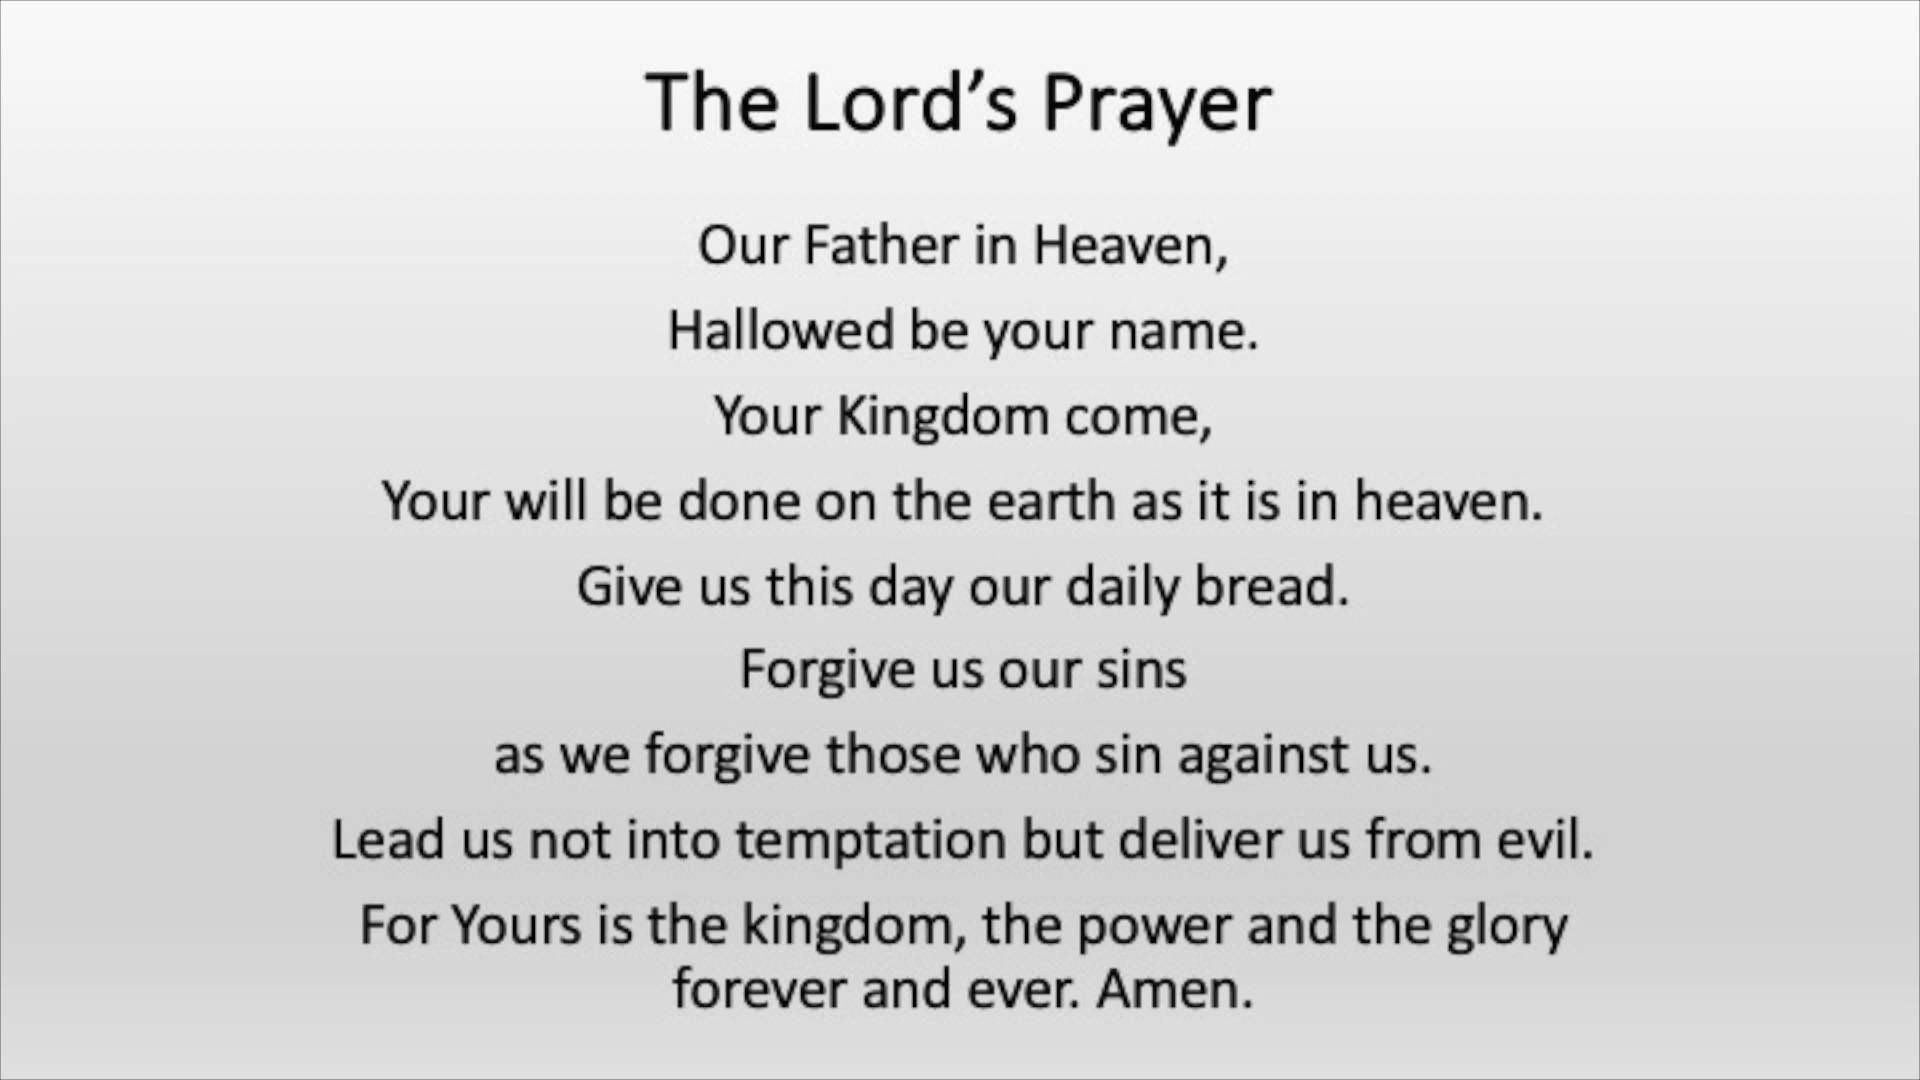 The Lord’s Prayer
Our Father in Heaven,
Hallowed be your name.
Your Kingdom come,
Your will be done on the earth as it is in heaven.
Give us this day our daily bread.
Forgive us our sins
as we forgive those who sin against us.
Lead us not into temptation but deliver us from evil.
For Yours is the kingdom, the power and the glory
forever and ever. Amen.